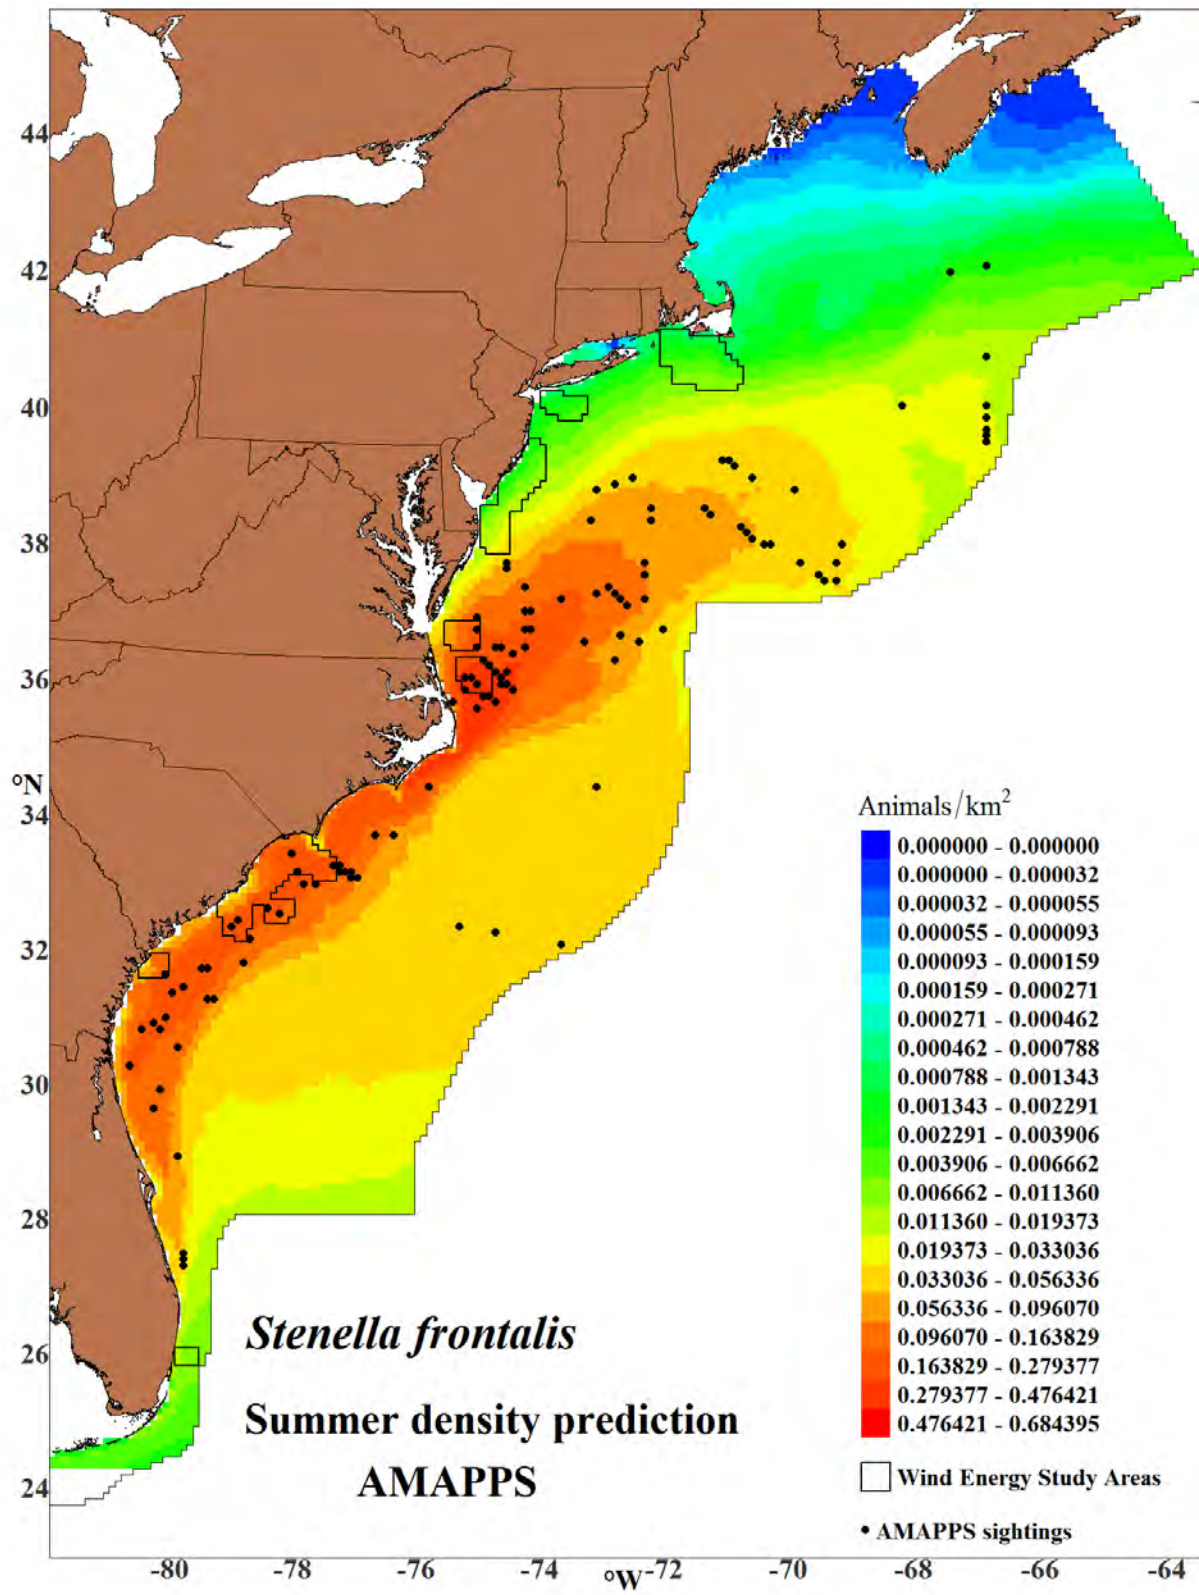 44
42
40
38
36
°N
34
32
30
28
26
24
Animals/km²
0.000000 - 0.000000
0.000000 - 0.000032
0.000032 - 0.000055
0.000055 - 0.000093
0.000093 - 0.000159
0.000159 - 0.000271
0.000271 - 0.000462
0.000462 - 0.000788
0.000788 - 0.001343
0.001343 - 0.002291
0.002291 - 0.003906
0.003906 - 0.006662
0.006662 - 0.011360
0.011360 - 0.019373
0.019373 - 0.033036
0.033036 - 0.056336
0.056336 - 0.096070
0.096070 - 0.163829
0.163829 - 0.279377
0.279377 - 0.476421
0.476421 - 0.684395
Wind Energy Study Areas
AMAPPS sightings
Stenella frontalis
Summer density prediction
AMAPPS
-80 -78 -76 -74 -72 -70 -68 -66 -64
°W